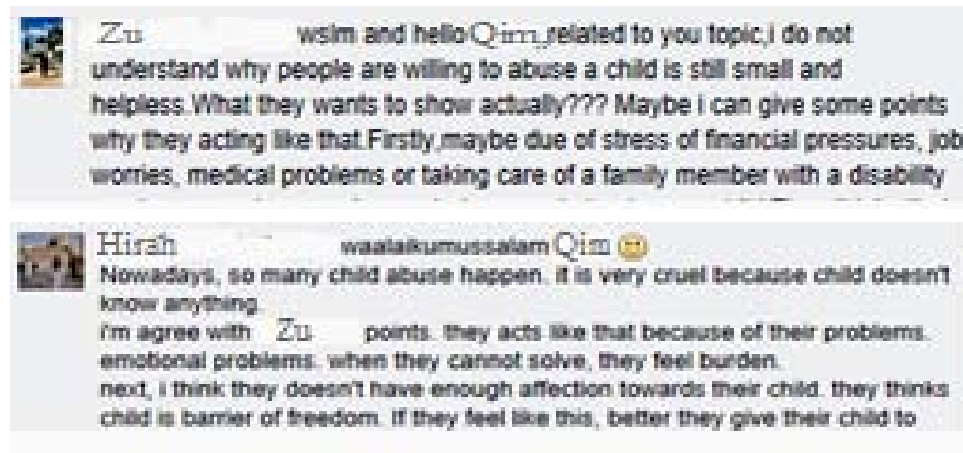 Zu wslm and hello Qim,related to you topic,i do not
understand why people are willing to abuse a child is still small and
helpless.What they wants to show actually??? Maybe i can give some points
why they acting like that.Firstly,maybe due of stress of financial pressures, job
worries, medical problems or taking care of a family member with a disability
Hirah waalaikumussalam Qim
Nowadays, so many child abuse happen. it is very cruel because child doesn't
know anything.
i'm agree with Zu points. they acts like that because of their problems.
emotional problems. when they cannot solve, they feel burden.
next, i think they doesn't have enough affection towards their child. they thinks
child is barrier of freedom. If they feel like this, better they give their child to